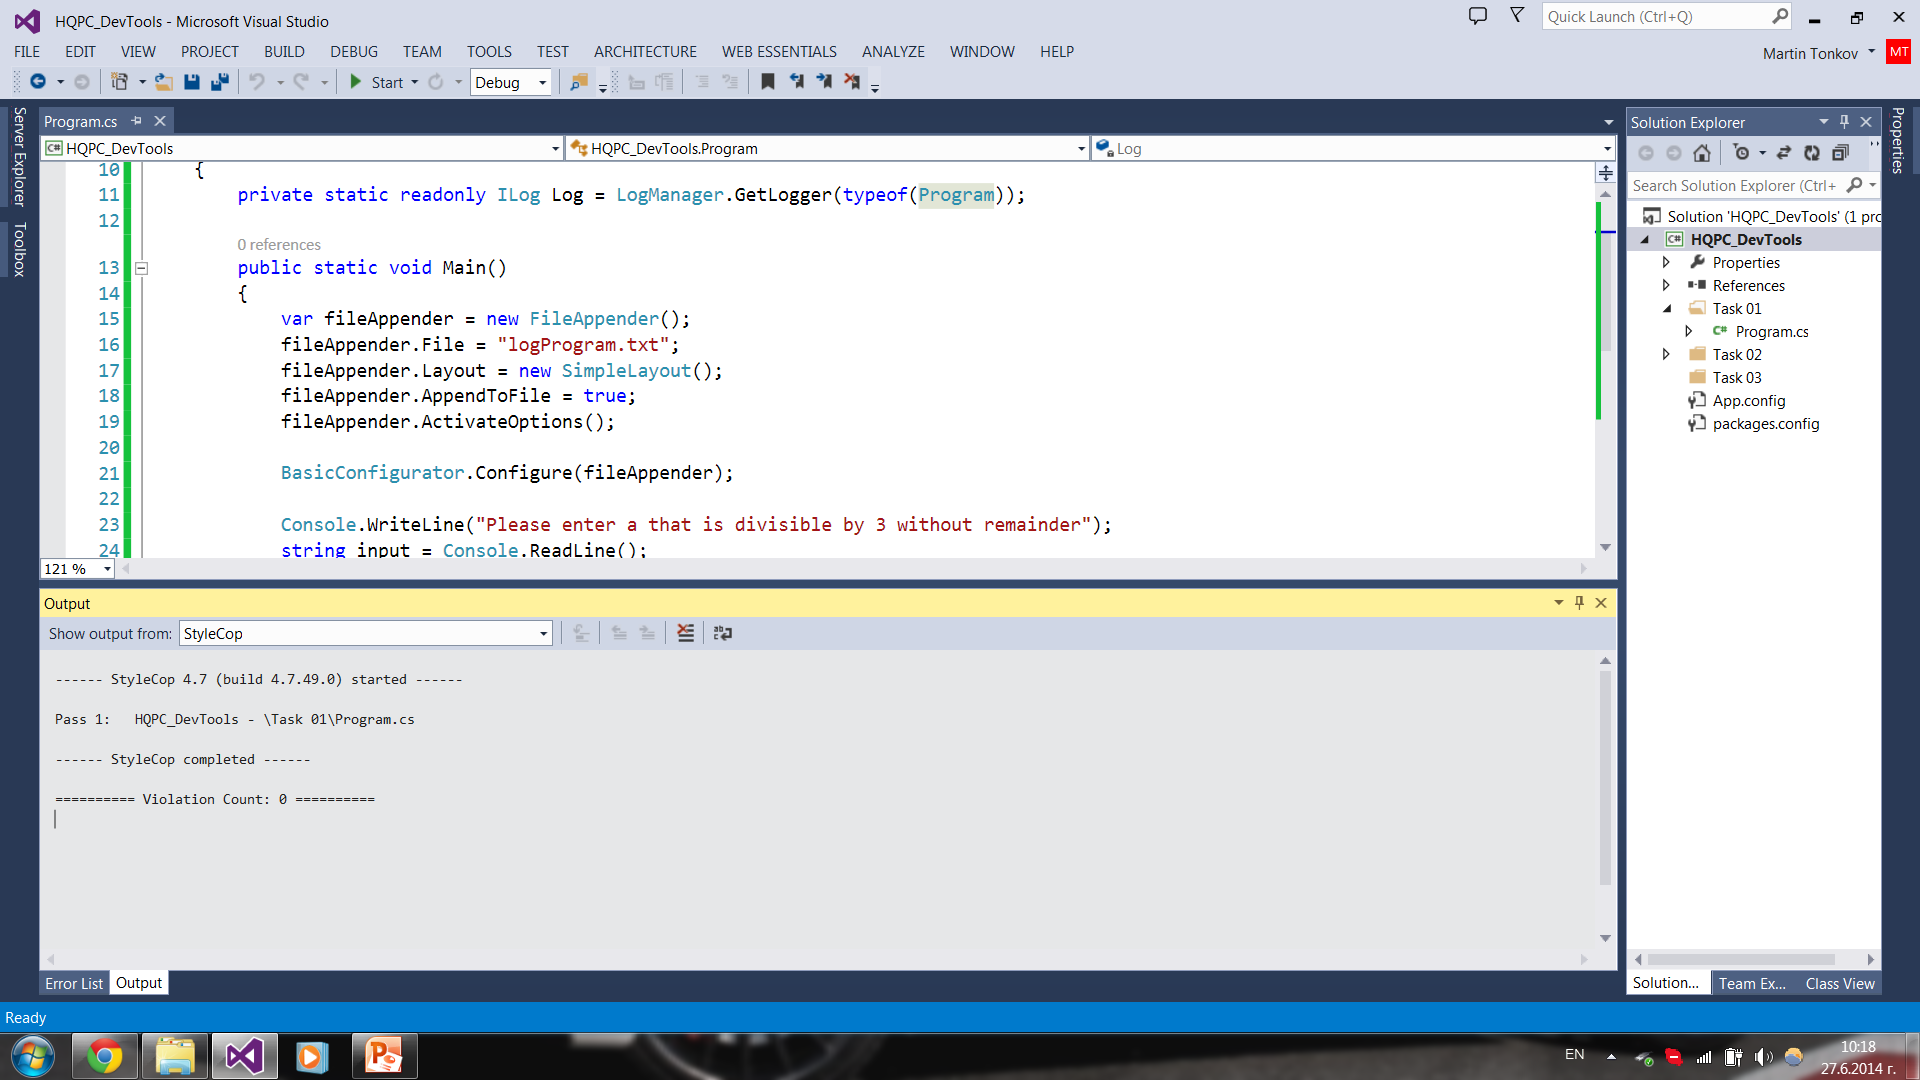 HQPC_DevTools - Microsoft Visual Studio
Quick Launch (Ctrl+Q)
FILE EDIT VIEW PROJECT BUILD DEBUG TEAM TOOLS TEST ARCHITECTURE WEB ESSENTIALS ANALYZE WINDOW HELP
Martin Tonkov MT
Start Debug
Server Explorer
Toolbox
Program.cs
HQPC_DevTools HQPC_DevTools.Program Log
10 {
11 private static readonly ILog Log = LogManager.GetLogger(typeof(Program));
12
0 references
13 public static void Main()
14 {
15 var fileAppender = new FileAppender();
16 fileAppender.File = "logProgram.txt";
17 fileAppender.Layout = new SimpleLayout();
18 fileAppender.AppendToFile = true;
19 fileAppender.ActivateOptions();
20
21 BasicConfigurator.Configure(fileAppender);
22
23 Console.WriteLine("Please enter a that is divisible by 3 without remainder");
24 string input = Console.ReadLine();
121 %
Output
Show output from: StyleCop
------ StyleCop 4.7 (build 4.7.49.0) started ------
Pass 1: HQPC_DevTools - \Task 01\Program.cs
------ StyleCop completed ------
========== Violation Count: 0 ==========
Error List Output
Solution Explorer
Search Solution Explorer (Ctrl+
Solution 'HQPC_DevTools' (1 prc
C# HQPC_DevTools
Properties
References
Task 01
C# Program.cs
Task 02
Task 03
App.config
packages.config
Solution... Team Ex... Class View
Properties
Ready
EN
10:18
27.6.2014 г.